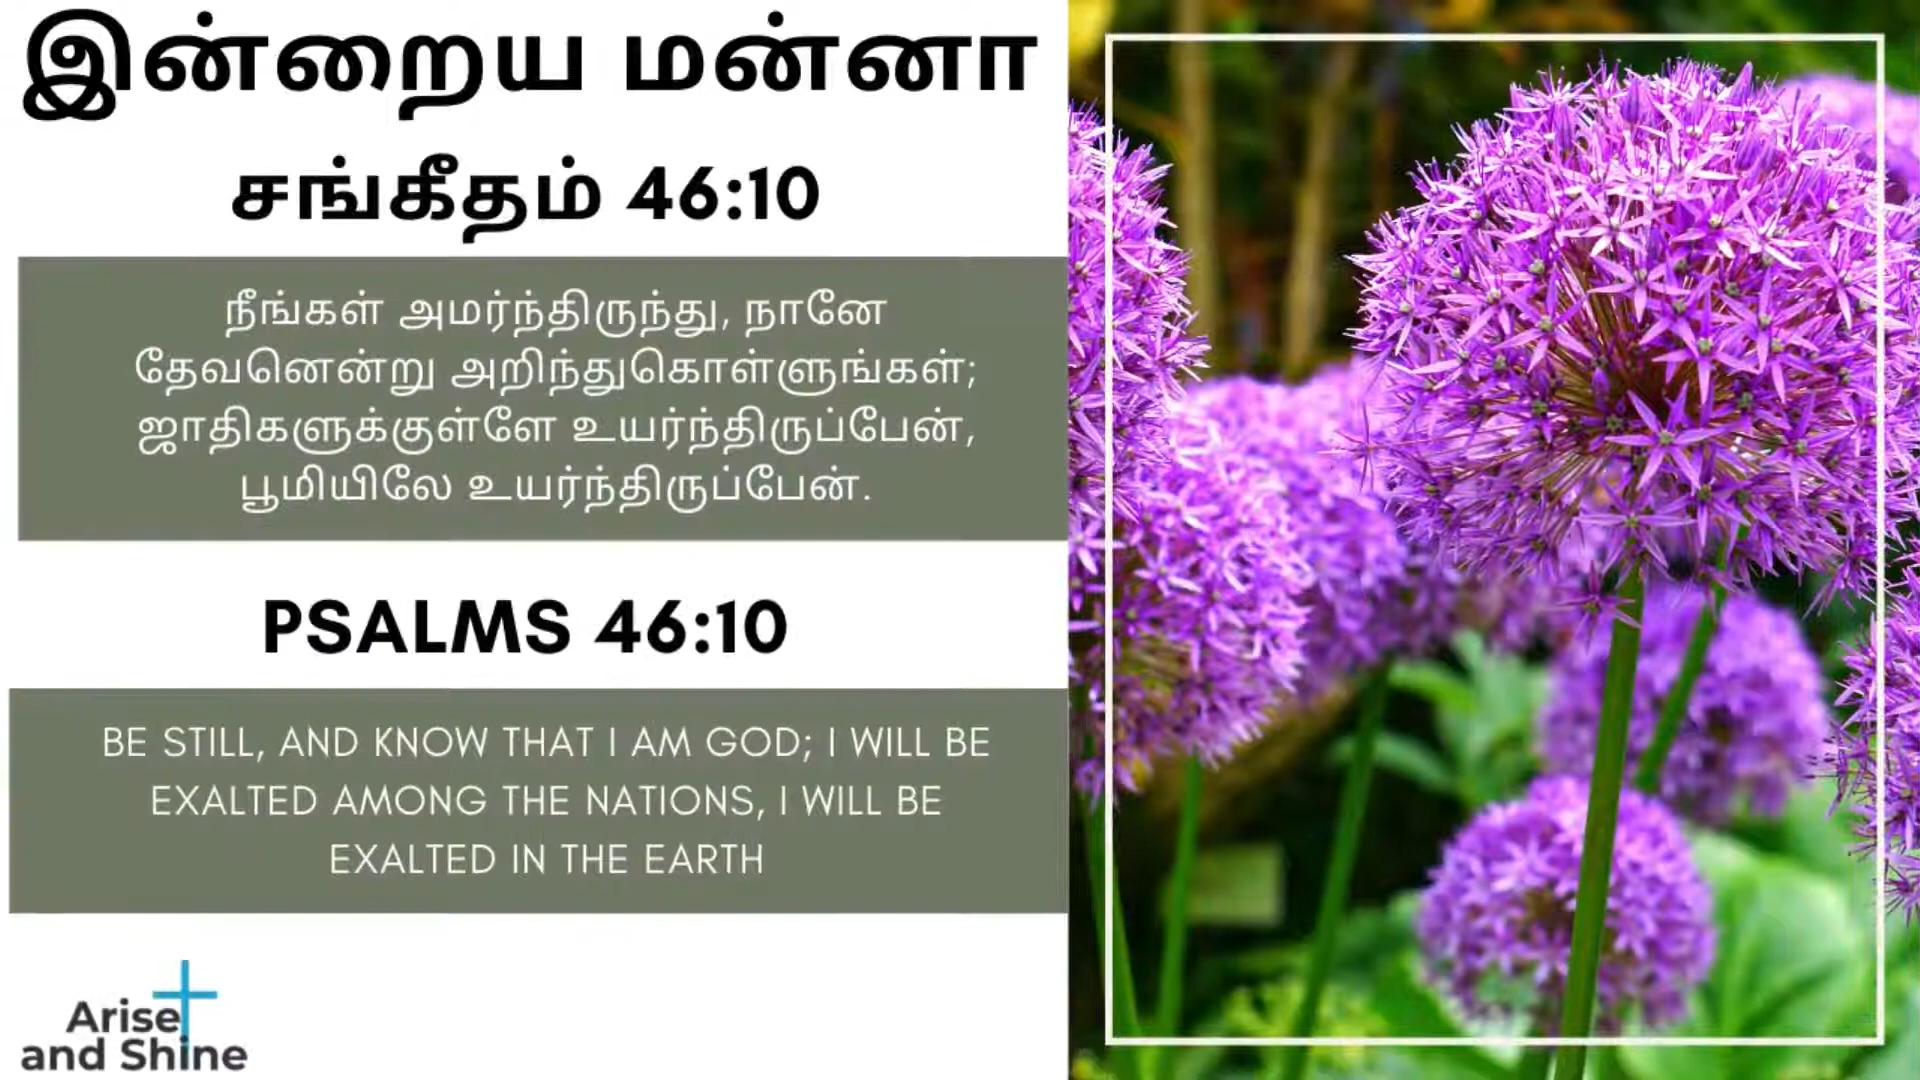 இன்றைய மன்னா
சங்கீதம் 46:10
நீங்கள் அமர்ந்திருந்து, நானே
தேவனென்று அறிந்துகொள்ளுங்கள்;
ஜாதிகளுக்குள்ளே உயர்ந்திருப்பேன்,
பூமியிலே உயர்ந்திருப்பேன்.
PSALMS 46:10
BE STILL, AND KNOW THAT I AM GOD; I WILL BE
EXALTED AMONG THE NATIONS, I WILL BE
EXALTED IN THE EARTH
Arise
and Shine